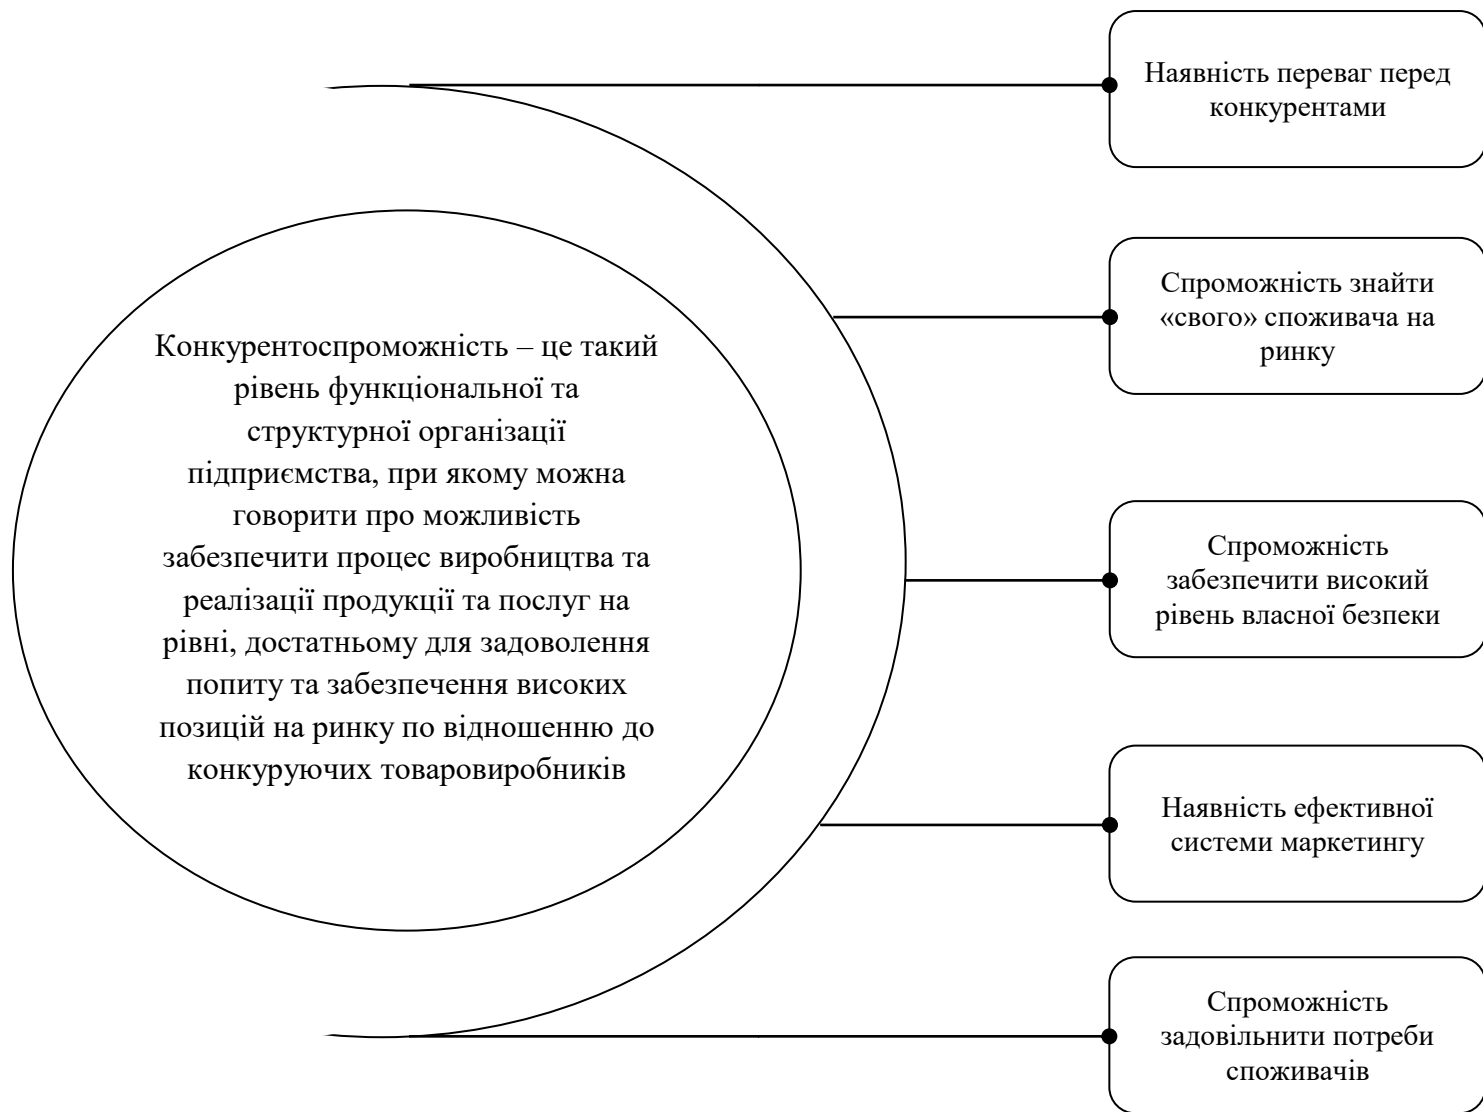 Наявність переваг перед
конкурентами
Спроможність знайти
«свого» споживача на
ринку
Конкурентоспроможність – це такий
рівень функціональної та
структурної організації
підприємства, при якому можна
говорити про можливість
забезпечити процес виробництва та
реалізації продукції та послуг на
рівні, достатньому для задоволення
попиту та забезпечення високих
позицій на ринку по відношенню до
конкуруючих товаровиробників
Спроможність
забезпечити високий
рівень власної безпеки
Наявність ефективної
системи маркетингу
Спроможність
задовільнити потреби
споживачів